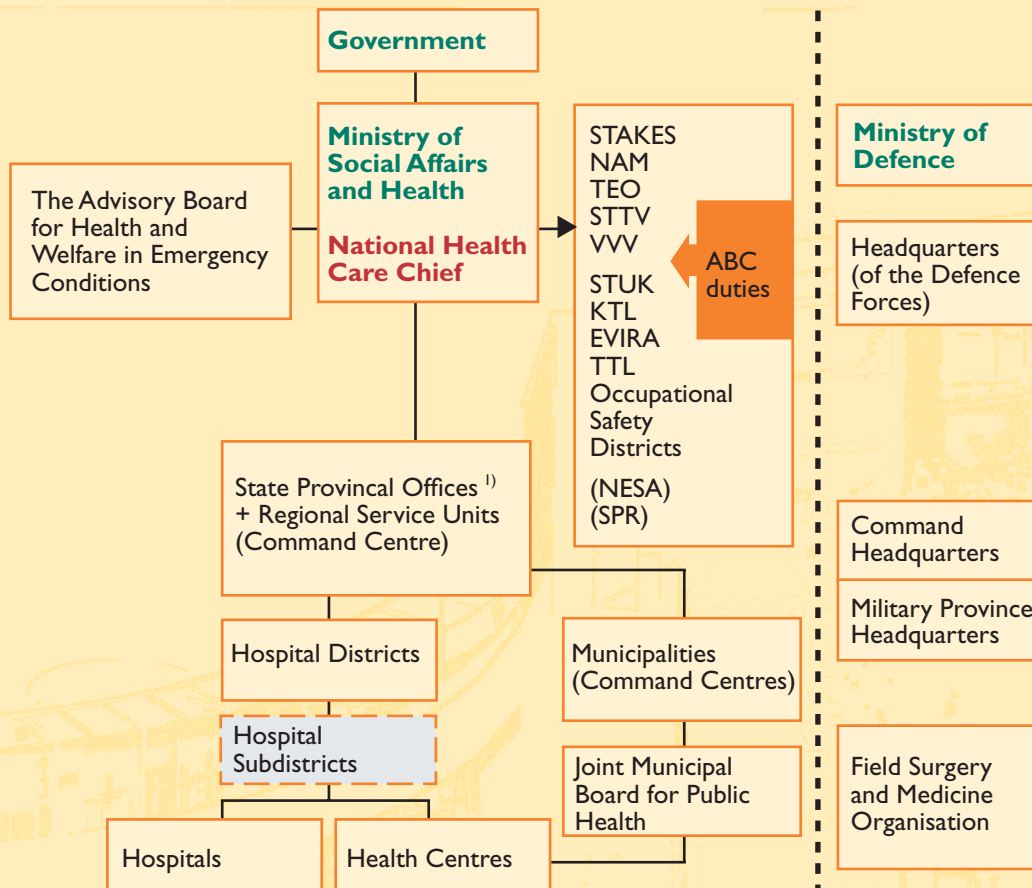 Government
Ministry of
Social Affairs
and Health
National Health
Care Chief
The Advisory Board
for Health and
Welfare in Emergency
Conditions
STAKES
NAM
TEO
STTV
VVV
STUK
KTL
EVIRA
TTL
Occupational
Safety
Districts
(NESA)
(SPR)
ABC
duties
State Provincal Offices 1)
+ Regional Service Units
(Command Centre)
Hospital Districts
Municipalities
(Command Centres)
Hospital
Subdistricts
Joint Municipal
Board for Public
Health
Hospitals
Health Centres
Ministry of
Defence
Headquarters
(of the Defence
Forces)
Command
Headquarters
Military Province
Headquarters
Field Surgery
and Medicine
Organisation